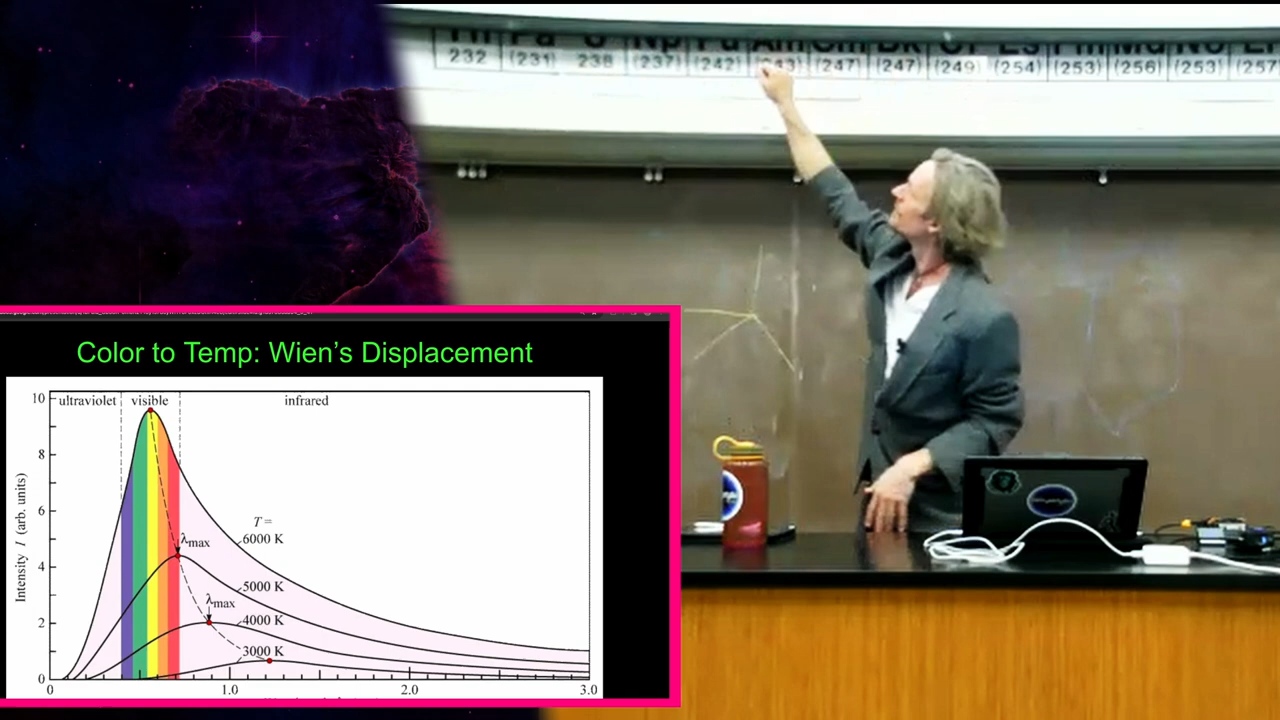 Th Pa U Np Pu Am Cm Bk Cf Es Fm Md No
232 (231) 238 (237) (242) (243) (247) (247) (249) (254) (253) (256) (253) (257
Color to Temp: Wien's Displacement
10 ultraviolet visible infrared
8
6
4
2
0
Intensity I (arb. units)
T =
6000 K
λmax
5000 K
λmax
4000 K
3000 K
0 1.0 2.0 3.0